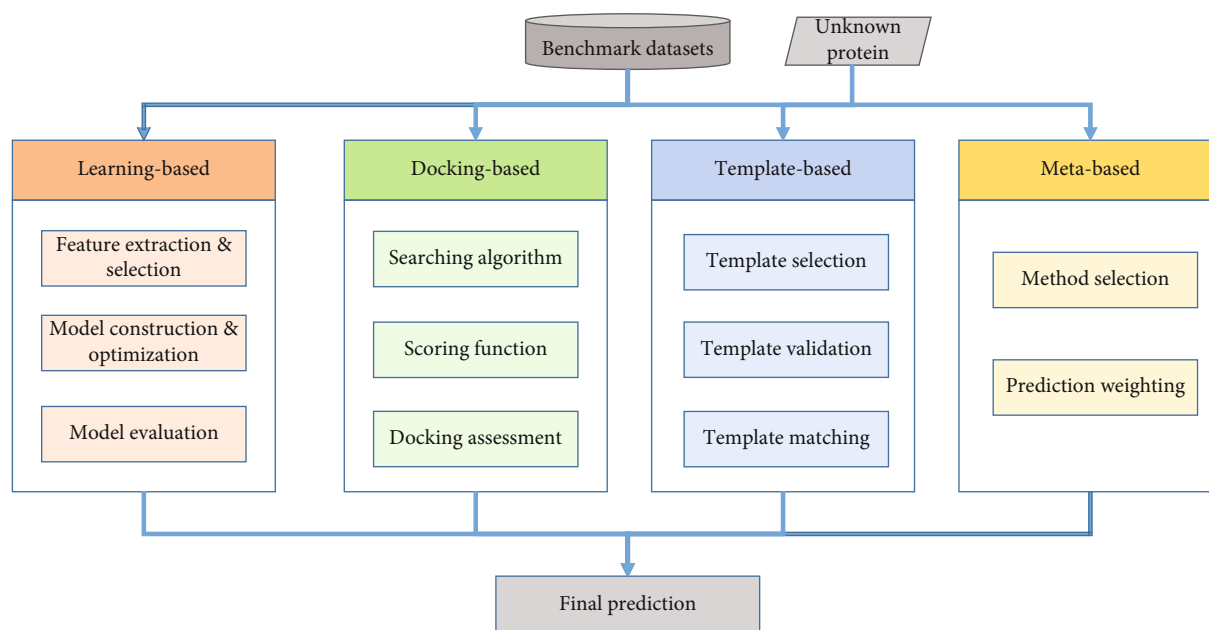 Benchmark datasets
Unknown
protein
Learning-based
Feature extraction &
selection
Model construction &
optimization
Model evaluation
Docking-based
Searching algorithm
Scoring function
Docking assessment
Template-based
Template selection
Template validation
Template matching
Meta-based
Method selection
Prediction weighting
Final prediction